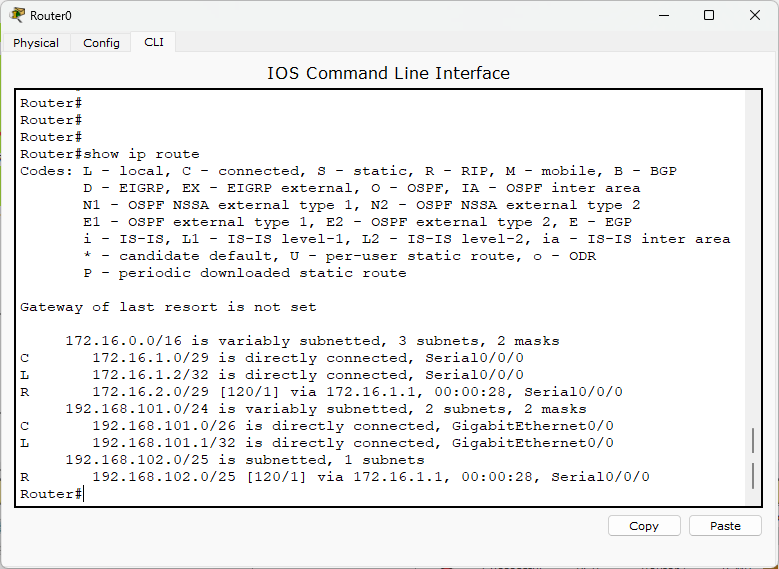 Router0
Physical Config CLI
IOS Command Line Interface
Router#
Router#
Router#
Router#show ip route
Codes: L - local, C - connected, S - static, R - RIP, M - mobile, B - BGP
       D - EIGRP, EX - EIGRP external, O - OSPF, IA - OSPF inter area
       N1 - OSPF NSSA external type 1, N2 - OSPF NSSA external type 2
       E1 - OSPF external type 1, E2 - OSPF external type 2, E - EGP
       i - IS-IS, L1 - IS-IS level-1, L2 - IS-IS level-2, ia - IS-IS inter area
       * - candidate default, U - per-user static route, o - ODR
       P - periodic downloaded static route
Gateway of last resort is not set
     172.16.0.0/16 is variably subnetted, 3 subnets, 2 masks
C       172.16.1.0/29 is directly connected, Serial0/0/0
L       172.16.1.2/32 is directly connected, Serial0/0/0
R       172.16.2.0/29 [120/1] via 172.16.1.1, 00:00:28, Serial0/0/0
     192.168.101.0/24 is variably subnetted, 2 subnets, 2 masks
C       192.168.101.0/26 is directly connected, GigabitEthernet0/0
L       192.168.101.1/32 is directly connected, GigabitEthernet0/0
     192.168.102.0/25 is subnetted, 1 subnets
R       192.168.102.0/25 [120/1] via 172.16.1.1, 00:00:28, Serial0/0/0
Router#
Copy Paste